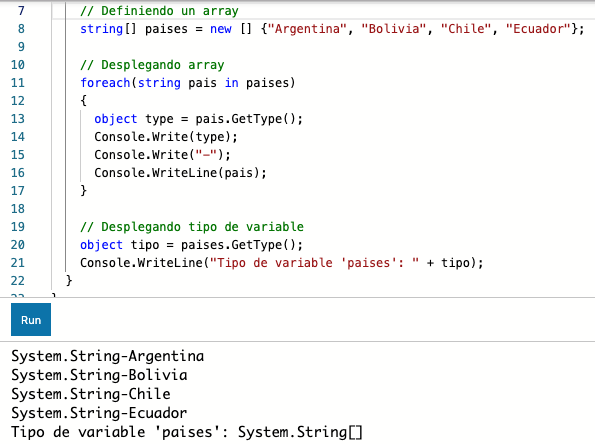 7 // Definiendo un array
8 string[] paises = new [] {"Argentina", "Bolivia", "Chile", "Ecuador"};
9
10 // Desplegando array
11 foreach(string pais in paises)
12 {
13 object type = pais.GetType();
14 Console.Write(type);
15 Console.Write("-");
16 Console.WriteLine(pais);
17 }
18
19 // Desplegando tipo de variable
20 object tipo = paises.GetType();
21 Console.WriteLine("Tipo de variable 'paises': " + tipo);
22 }
Run
System.String-Argentina
System.String-Bolivia
System.String-Chile
System.String-Ecuador
Tipo de variable 'paises': System.String[]